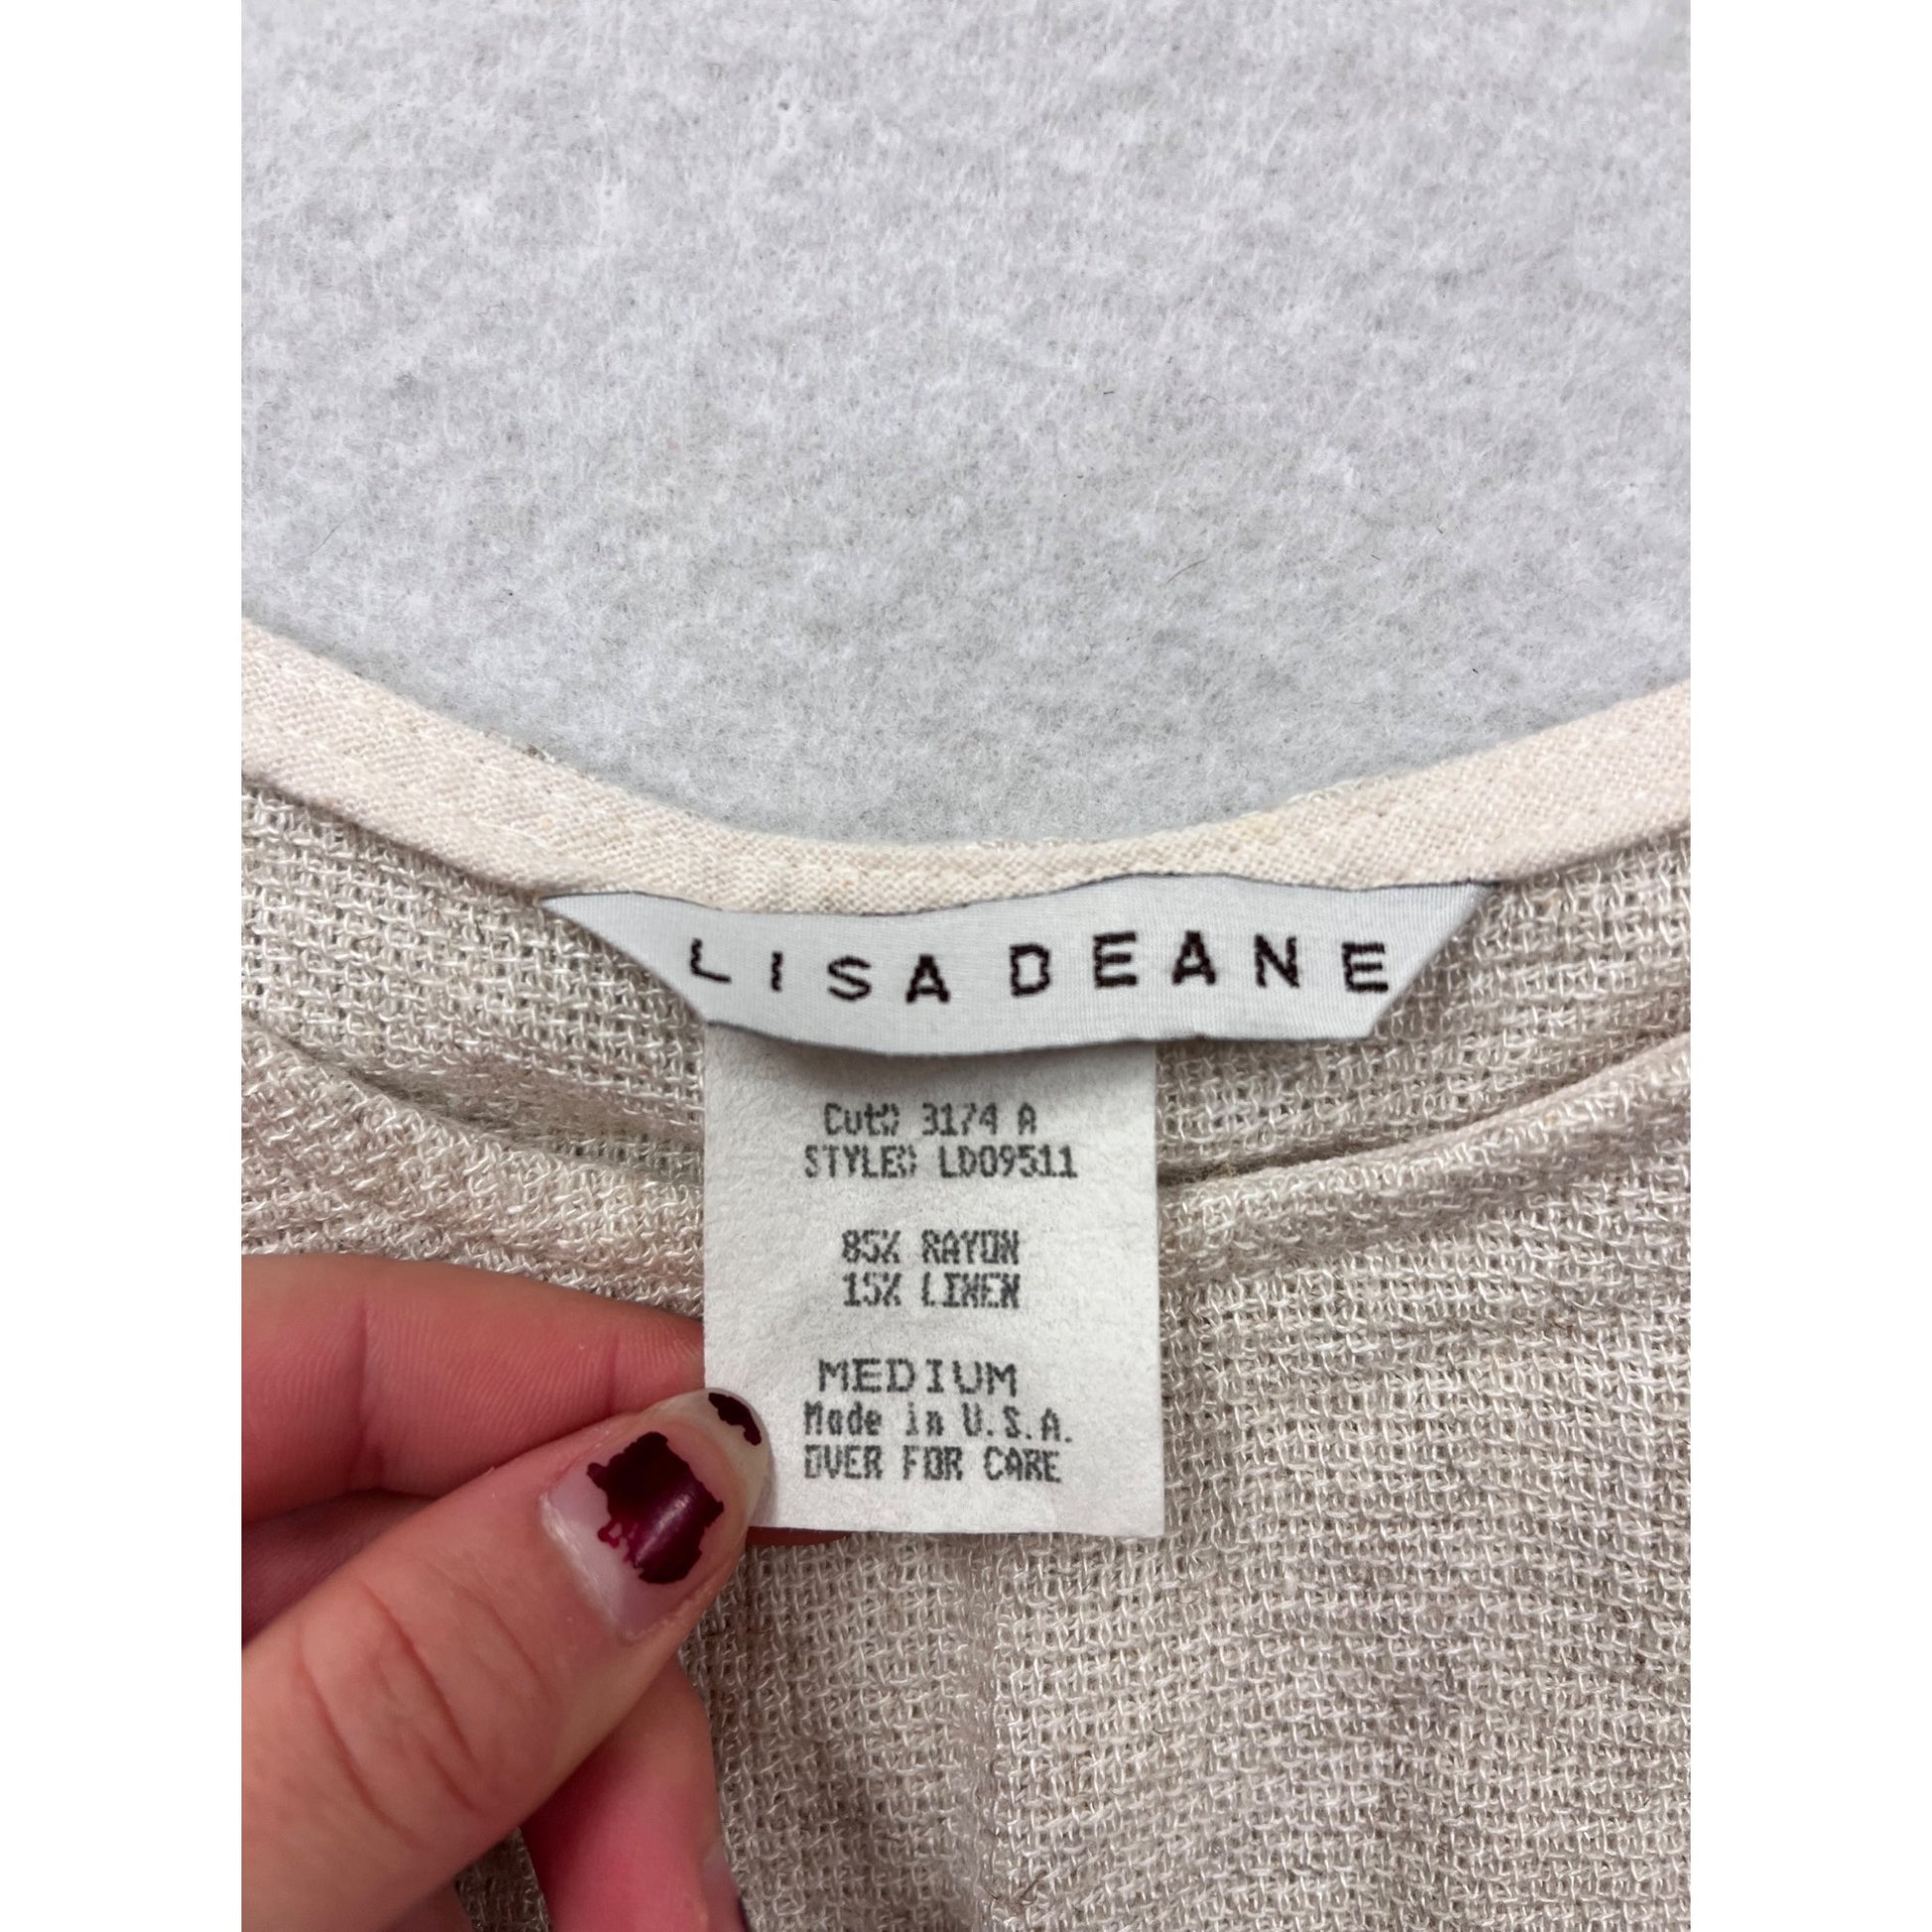 LISA DEANE
Cut# 3174 A
STYLE# LD09511
85% RAYON
15% LINEN
MEDIUM
Made in U.S.A.
OVER FOR CARE